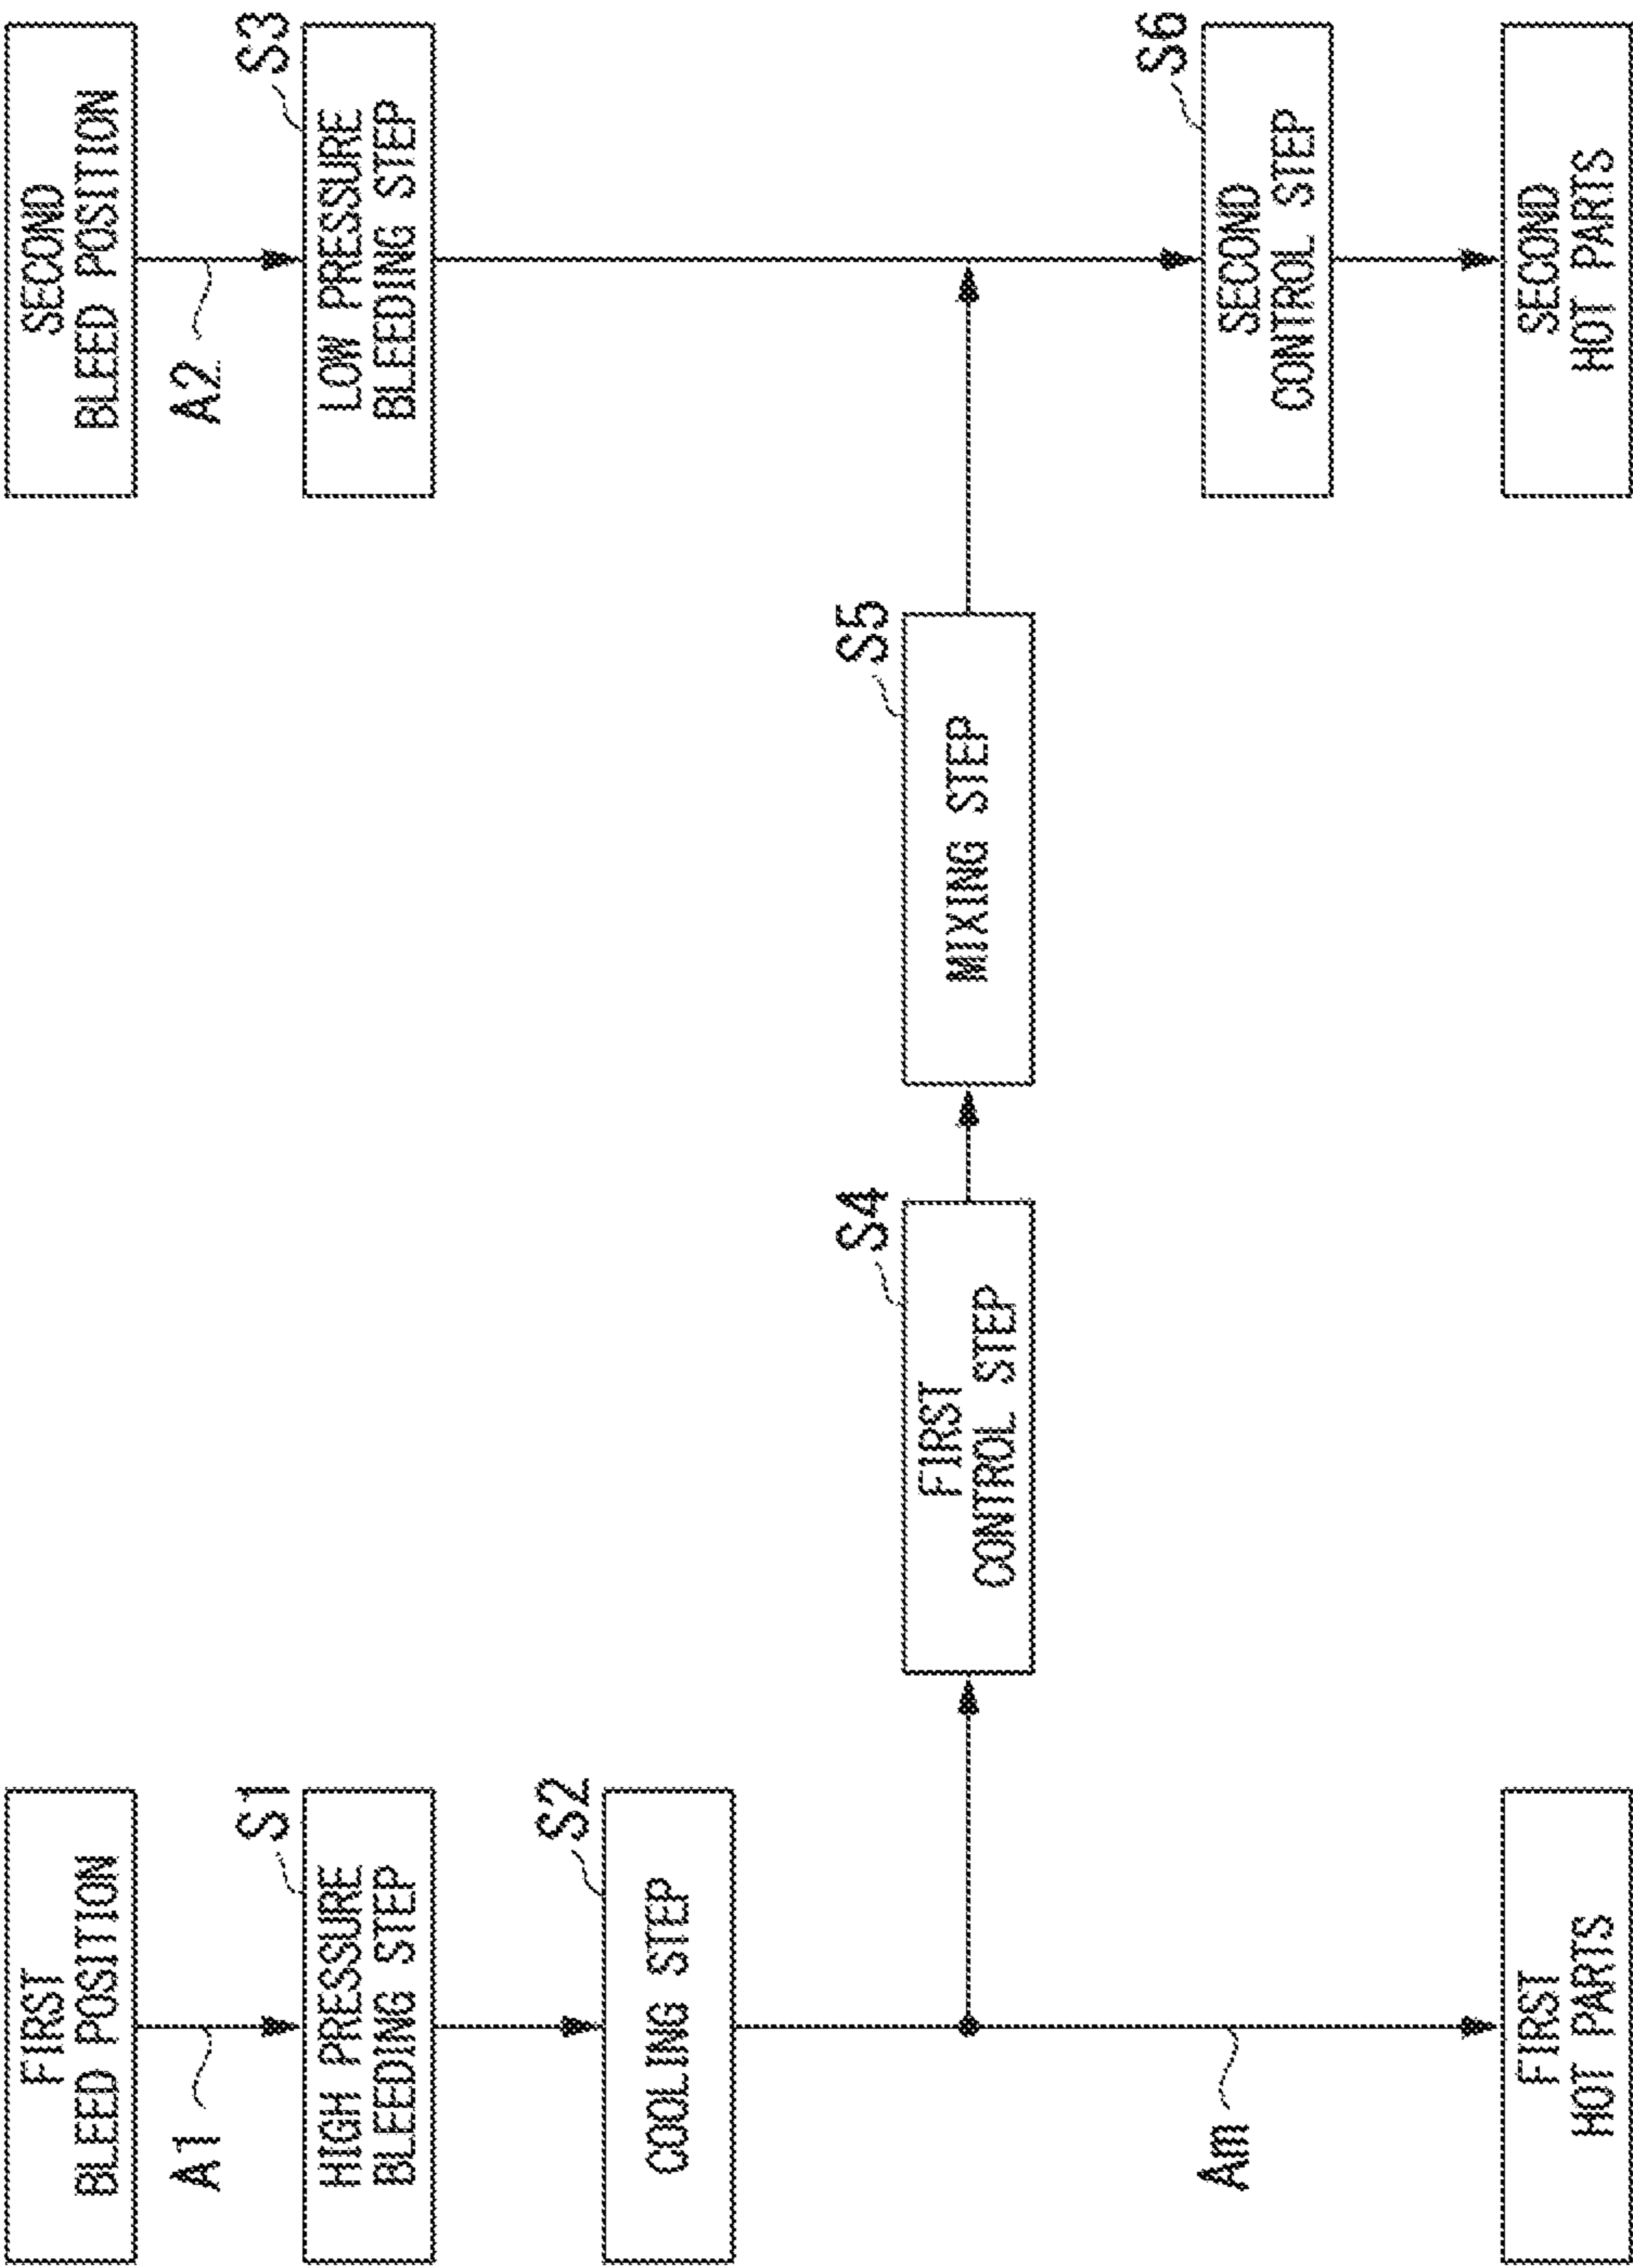 FIRST
BLEED POSITION
A1
S1
HIGH PRESSURE
BLEEDING STEP
S2
COOLING STEP
Am
FIRST
HOT PARTS
S4
FIRST
CONTROL STEP
S5
MIXING STEP
SECOND
BLEED POSITION
A2
S3
LOW PRESSURE
BLEEDING STEP
S6
SECOND
CONTROL STEP
SECOND
HOT PARTS